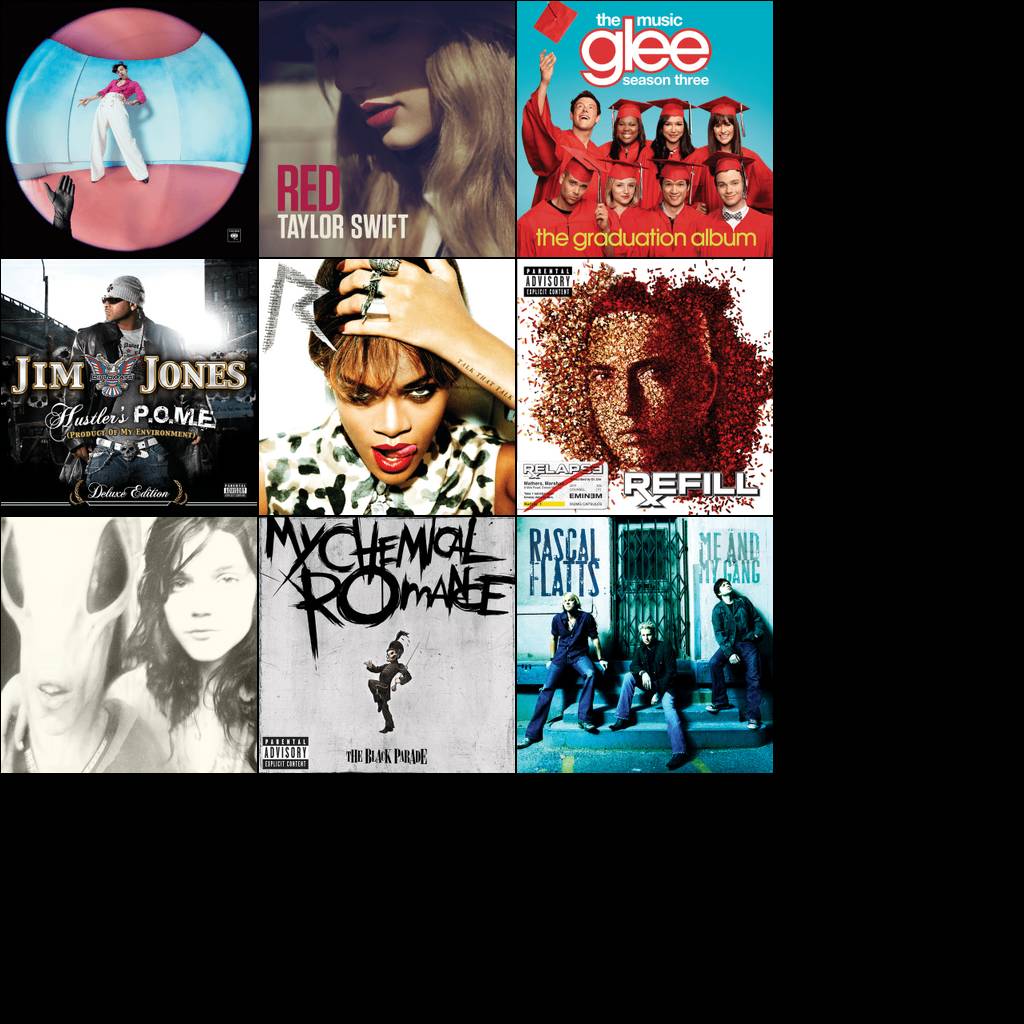 RED
TAYLOR SWIFT
the music
glee
season three
the graduation album
JIM JONES
DIPLOMATS
Hustler's P.O.M.E.
(PRODUCT OF MY ENVIRONMENT)
Deluxe Edition
PARENTAL
ADVISORY
EXPLICIT CONTENT
R
TALK THAT TALK
PARENTAL
ADVISORY
EXPLICIT CONTENT
RELAPSE
EMINEM
REFILL
MY CHEMICAL
ROMANCE
PARENTAL
ADVISORY
EXPLICIT CONTENT
THE BLACK PARADE
RASCAL
FLATTS
ME AND
MY GANG